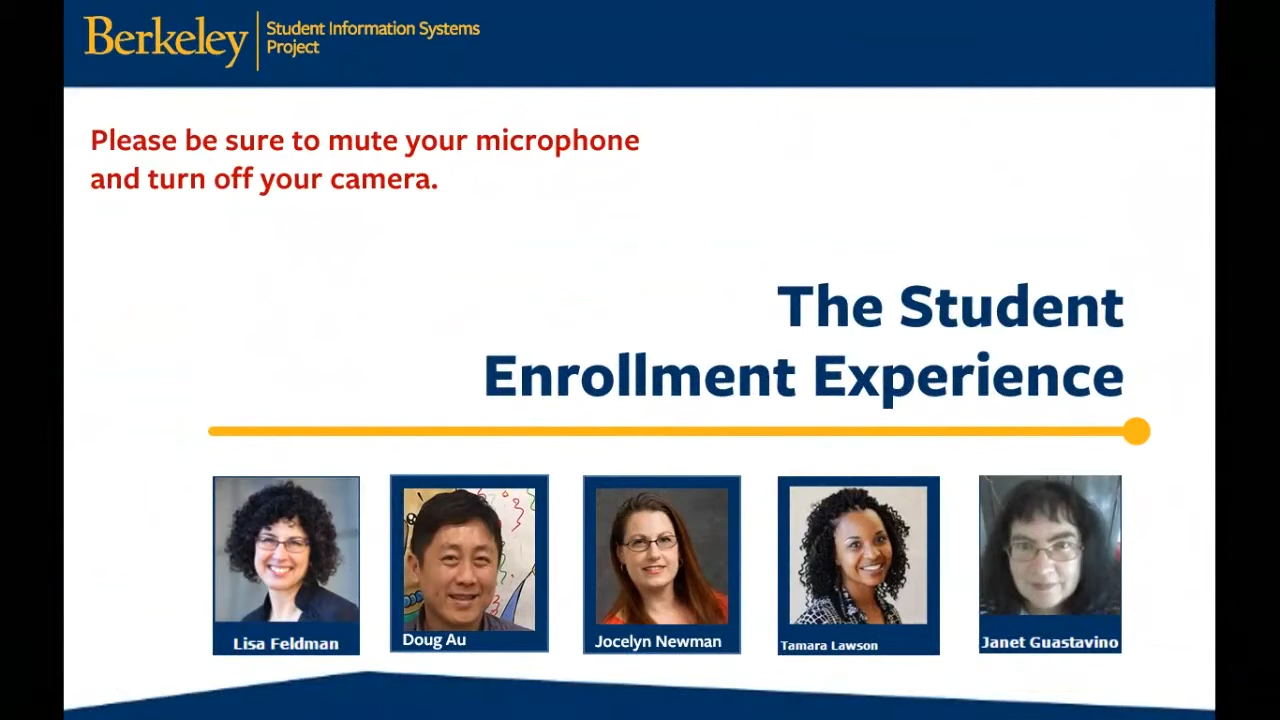 Berkeley
Student Information Systems
Project
Please be sure to mute your microphone
and turn off your camera.
The Student
Enrollment Experience
Lisa Feldman
Doug Au
Jocelyn Newman
Tamara Lawson
Janet Guastavino